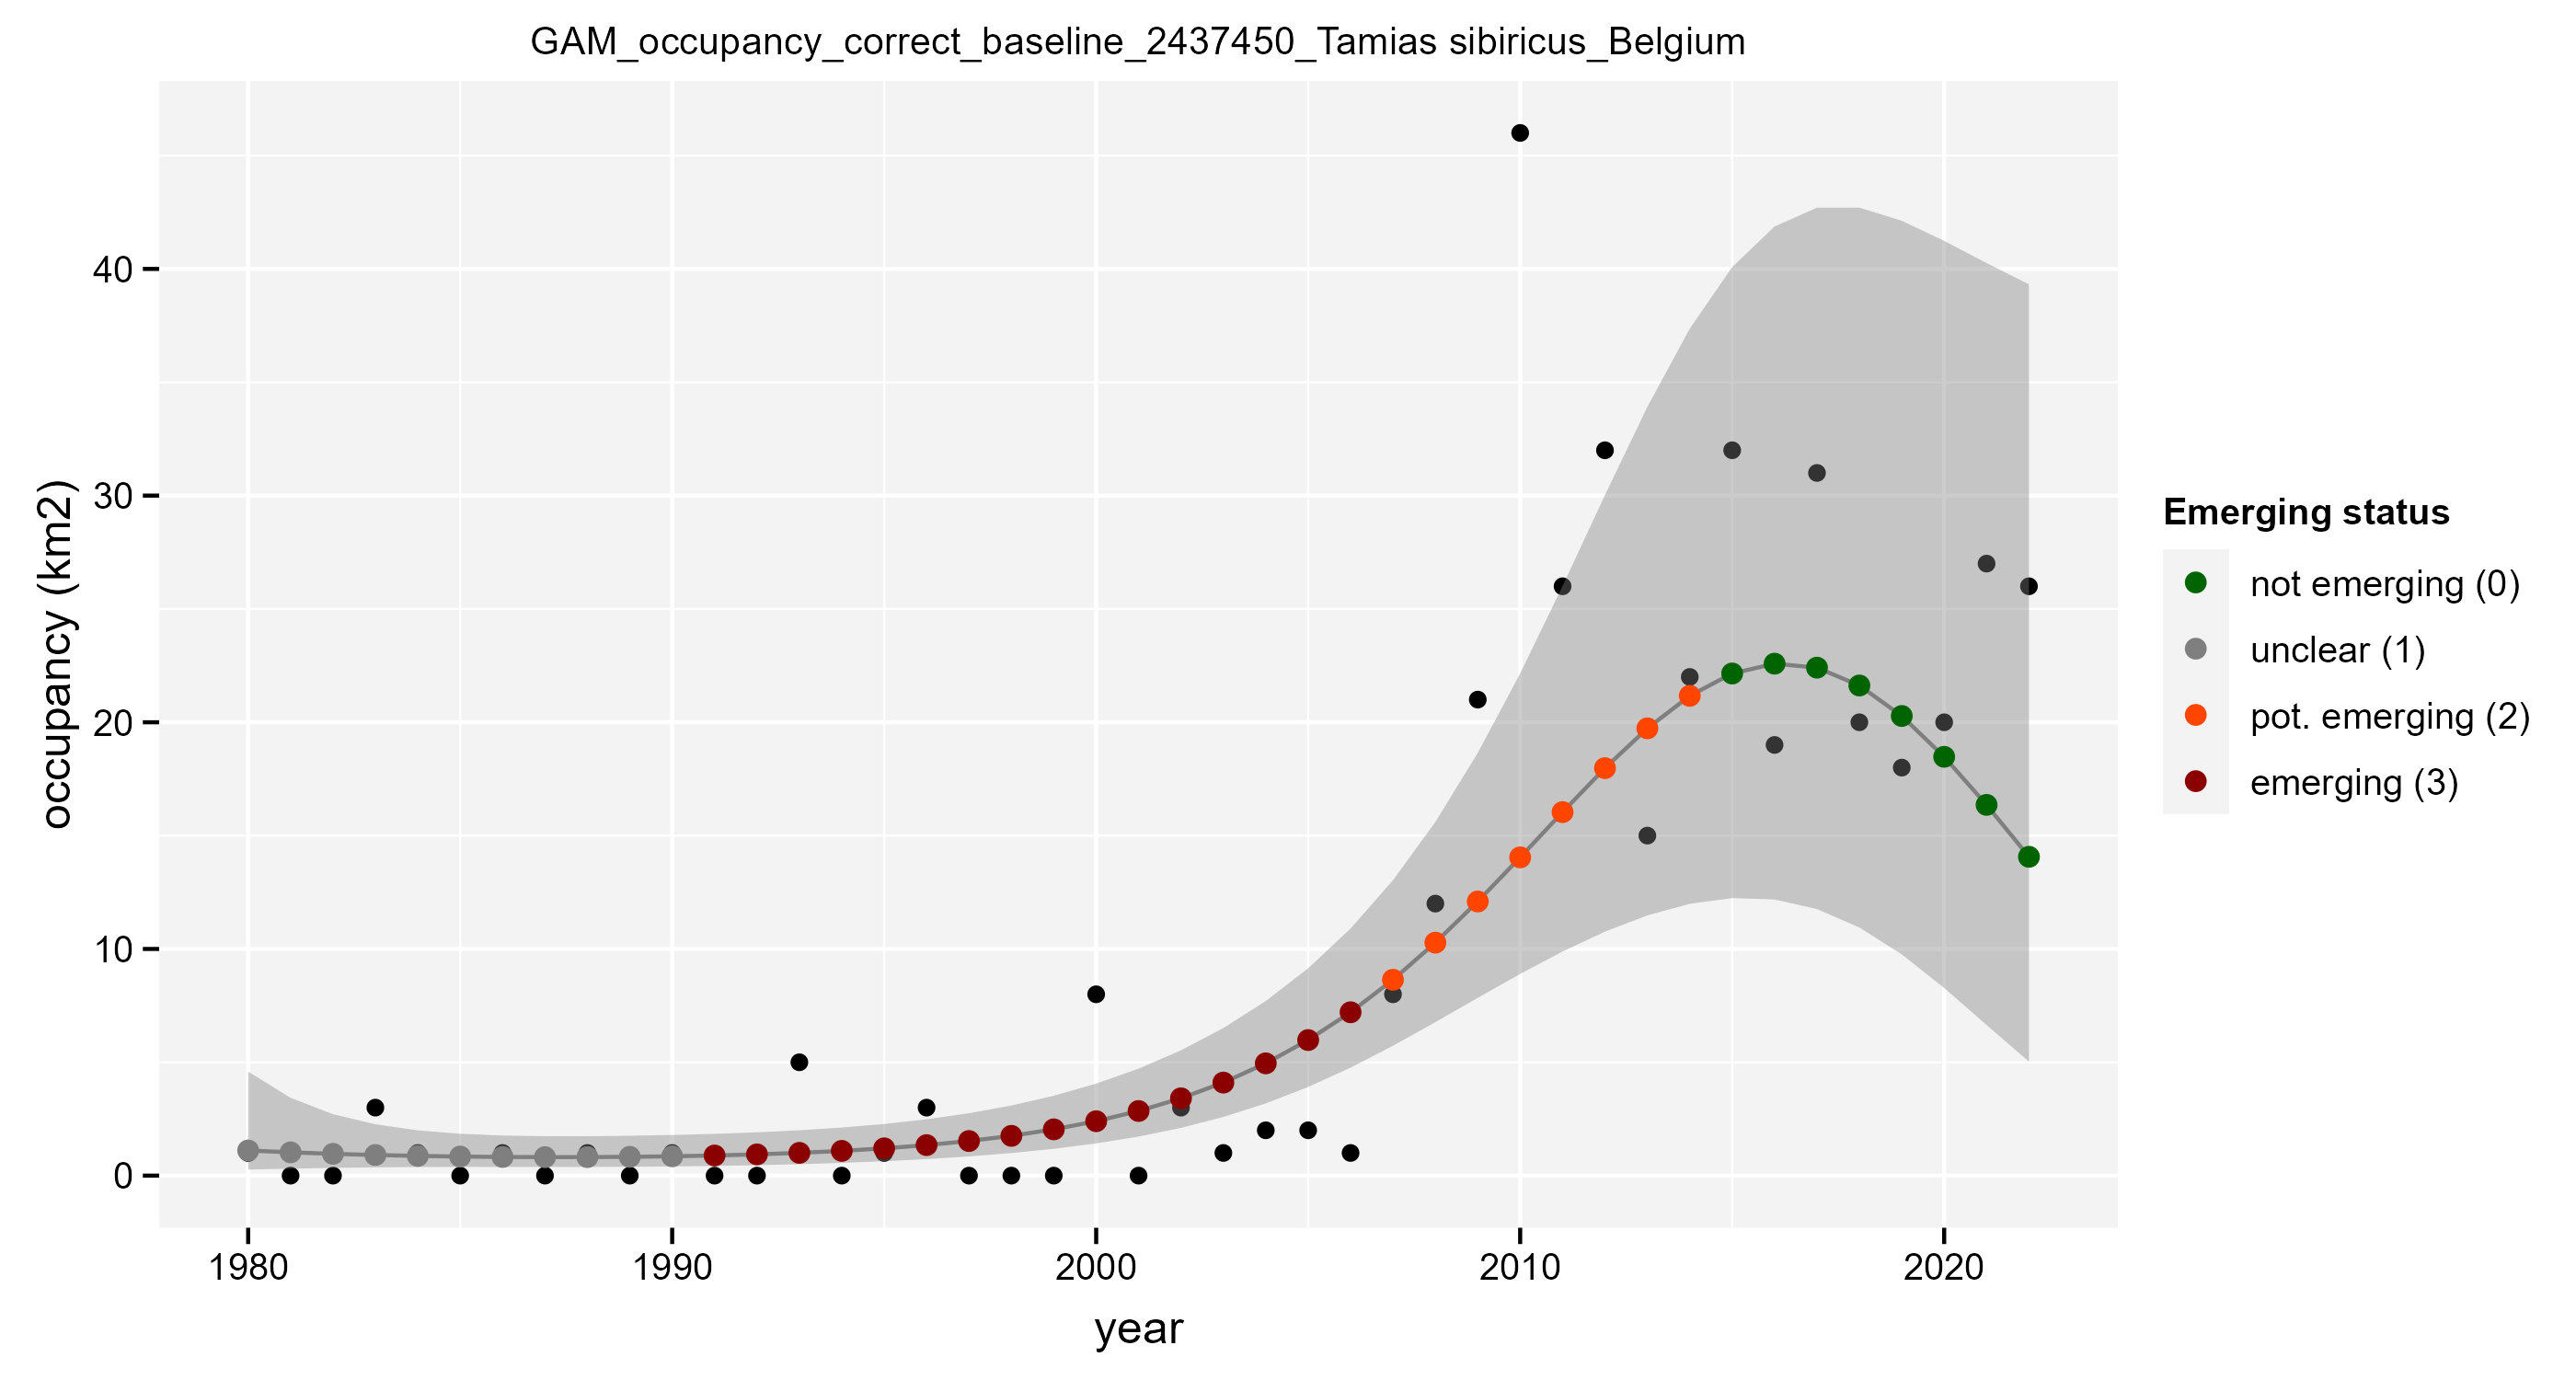 GAM_occupancy_correct_baseline_2437450_Tamias sibiricus_Belgium
occupancy (km2)
40
30
20
10
0
1980 1990 2000 2010 2020
year
Emerging status
not emerging (0)
unclear (1)
pot. emerging (2)
emerging (3)